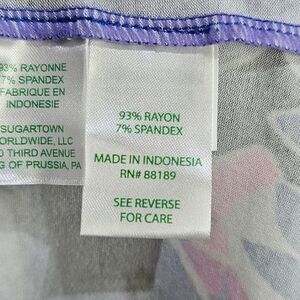 93% RAYONNE
7% SPANDEX
FABRIQUE EN
INDONESIE
SUGARTOWN
WORLDWIDE, LLC
THIRD AVENUE
OF PRUSSIA, PA
93% RAYON
7% SPANDEX
MADE IN INDONESIA
RN# 88189
SEE REVERSE
FOR CARE